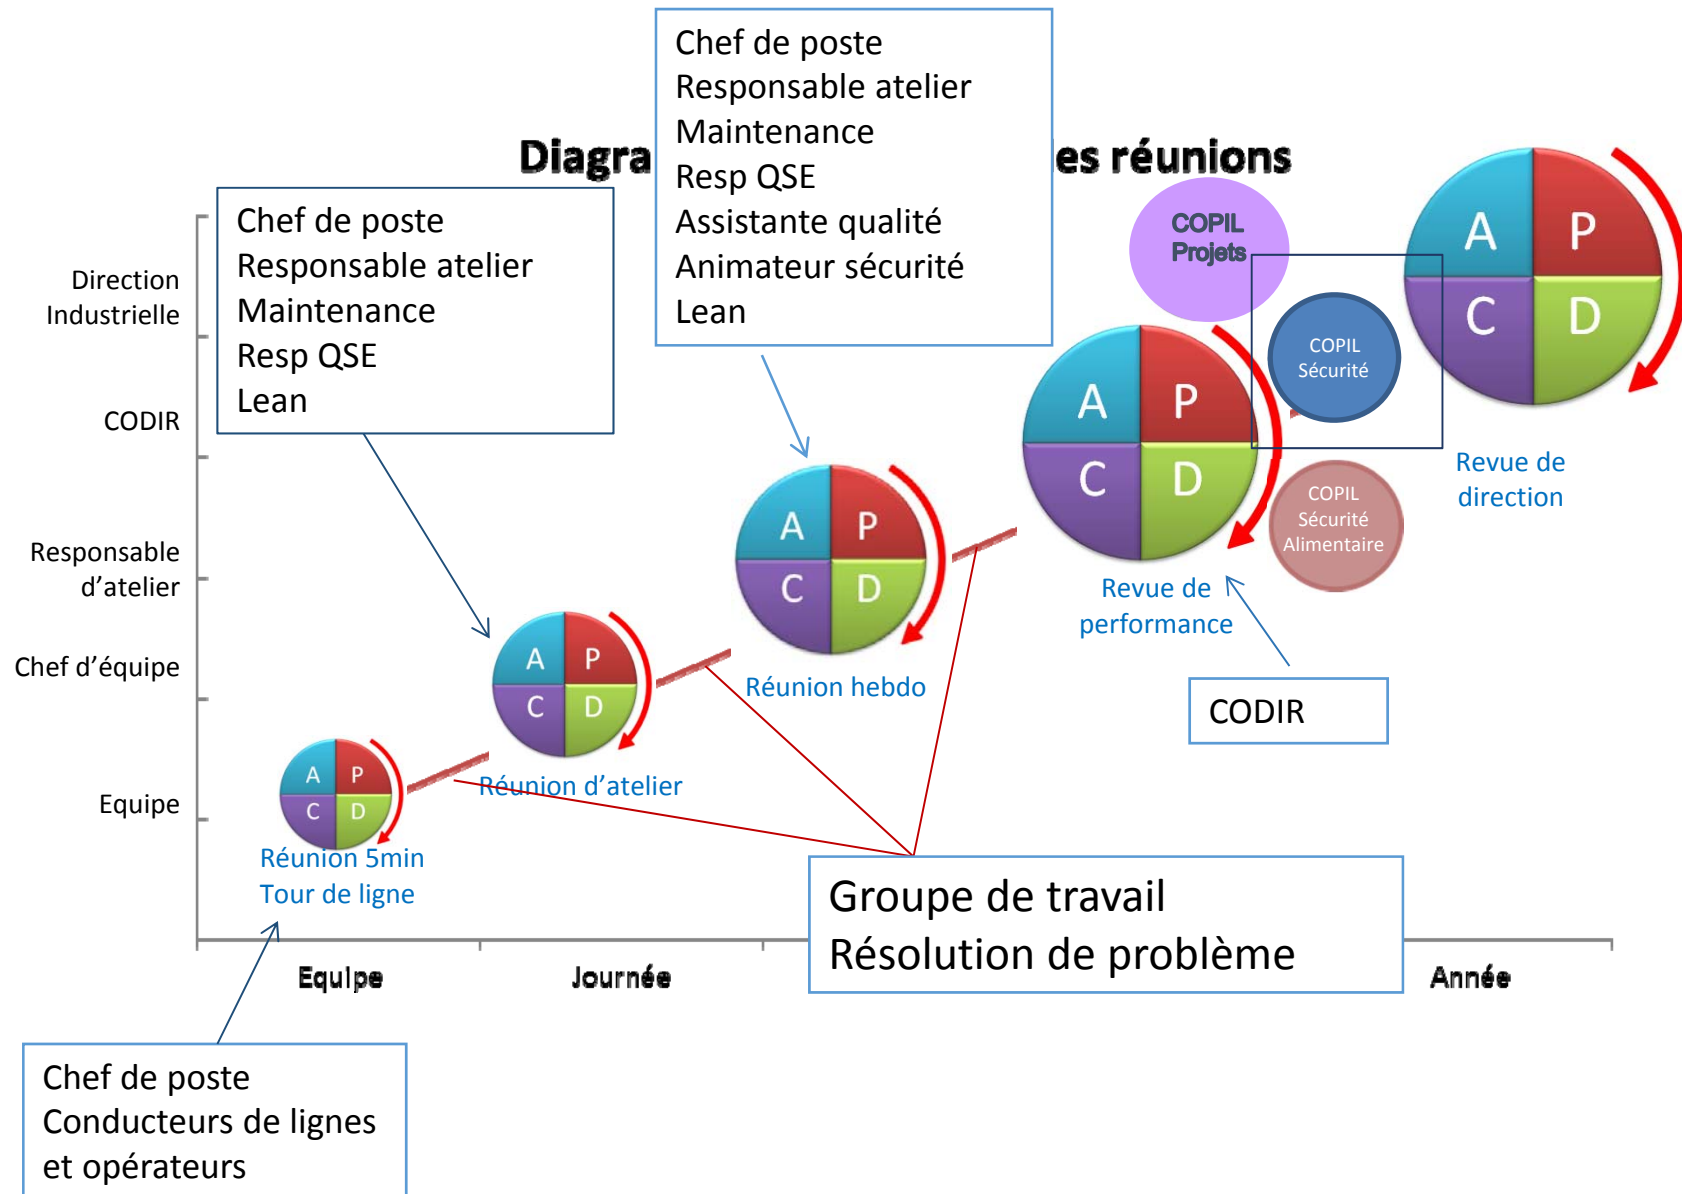 Chef de poste
Responsable atelier
Maintenance
Resp QSE
Assistante qualité
Animateur sécurité
Lean
Diagra es réunions
Chef de poste
Responsable atelier
Maintenance
Resp QSE
Lean
COPIL
Projets
A P
C D
Direction
Industrielle
COPIL
Sécurité
CODIR
A P
C D
Revue de
direction
COPIL
Sécurité
Alimentaire
Responsable
d’atelier
A P
C D
Revue de
performance
Chef d’équipe
A P
C D
Réunion hebdo
CODIR
Equipe
A P
C D
Réunion d’atelier
Réunion 5min
Tour de ligne
Groupe de travail
Résolution de problème
Equipe
Journée
Année
Chef de poste
Conducteurs de lignes
et opérateurs